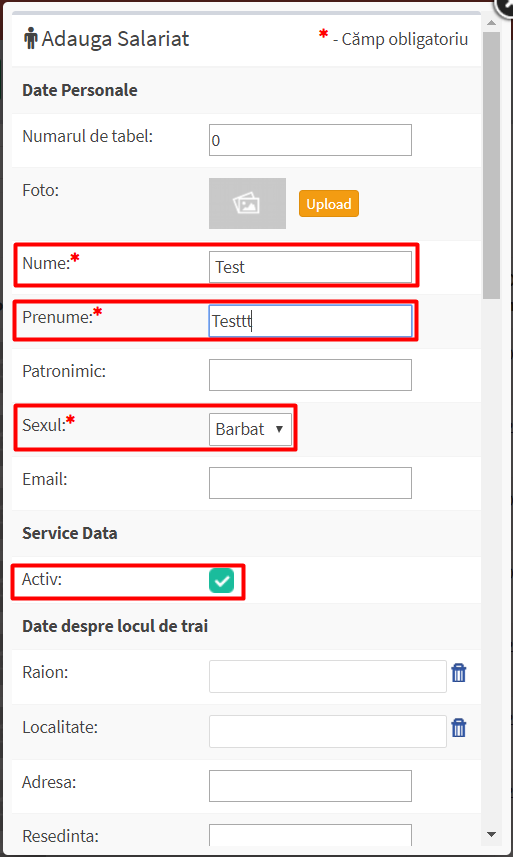 Adauga Salariat * - Câmp obligatoriu
Date Personale
Numarul de tabel: 0
Foto: Upload
Nume:* Test
Prenume:* Testtt
Patronimic:
Sexul:* Barbat
Email:
Service Data
Activ:
Date despre locul de trai
Raion:
Localitate:
Adresa:
Resedinta: